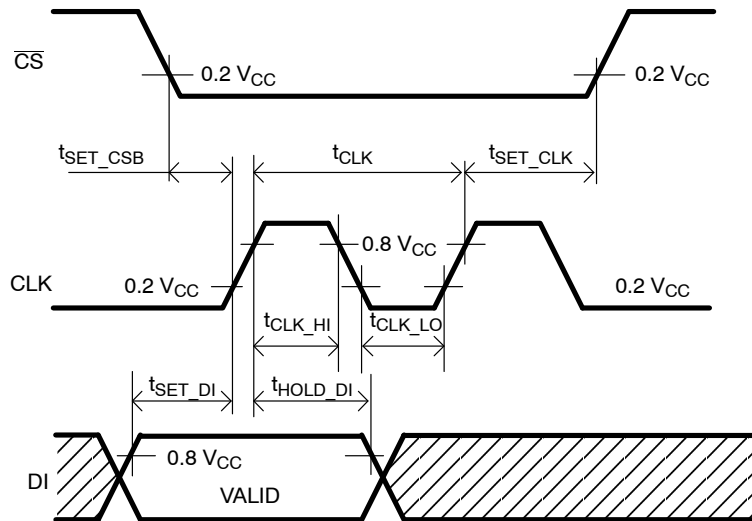 CS
0.2 VCC
0.2 VCC
tSET_CSB
tCLK
tSET_CLK
0.8 VCC
CLK
0.2 VCC
0.2 VCC
tCLK_HI
tCLK_LO
tSET_DI
tHOLD_DI
0.8 VCC
DI
VALID